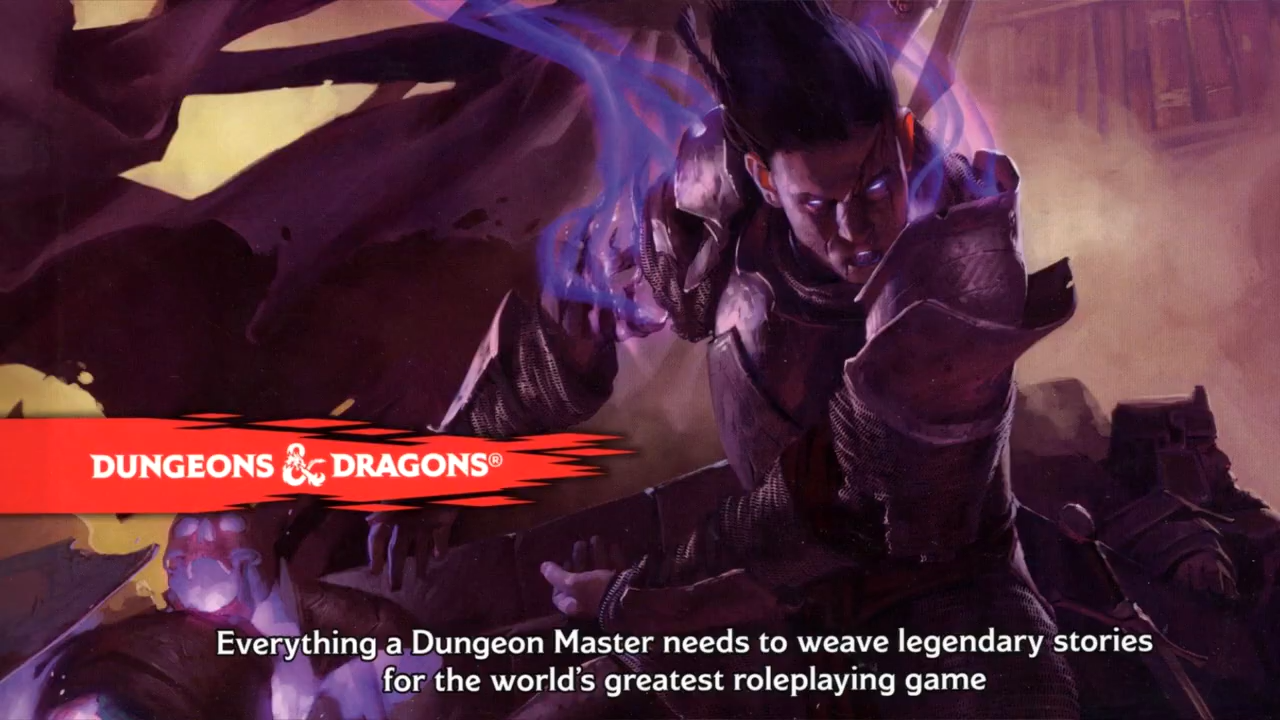 DUNGEONS & DRAGONS®
Everything a Dungeon Master needs to weave legendary stories
for the world's greatest roleplaying game